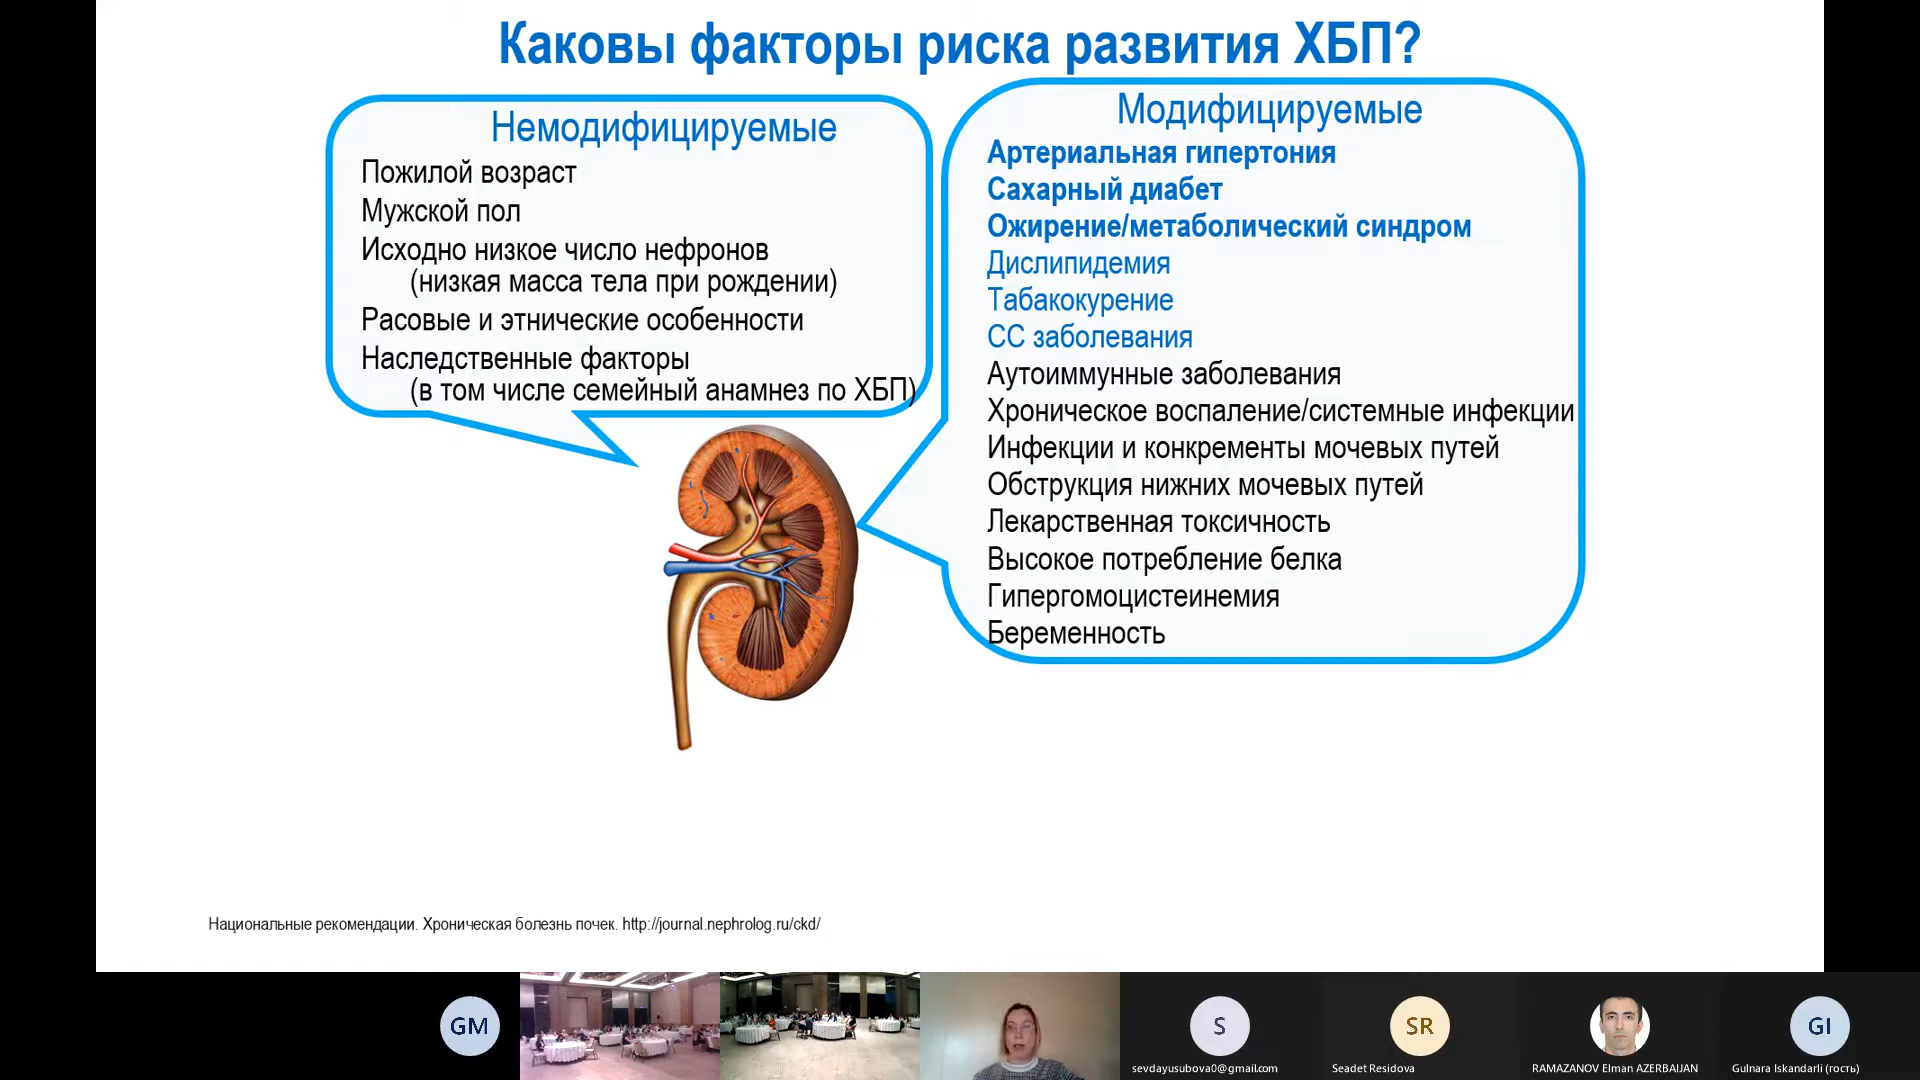 Каковы факторы риска развития ХБП?
Немодифицируемые
Пожилой возраст
Мужской пол
Исходно низкое число нефронов
(низкая масса тела при рождении)
Расовые и этнические особенности
Наследственные факторы
(в том числе семейный анамнез по ХБП)
Модифицируемые
Артериальная гипертония
Сахарный диабет
Ожирение/метаболический синдром
Дислипидемия
Табакокурение
СС заболевания
Аутоиммунные заболевания
Хроническое воспаление/системные инфекции
Инфекции и конкременты мочевых путей
Обструкция нижних мочевых путей
Лекарственная токсичность
Высокое потребление белка
Гипергомоцистеинемия
Беременность
Национальные рекомендации. Хроническая болезнь почек. http://journal.nephrolog.ru/ckd/
GM
S
SR
GI
sevdayusubova0@gmail.com
Seadet Residova
RAMAZANOV Elman AZERBAIJAN
Gulnara Iskandarli (гость)